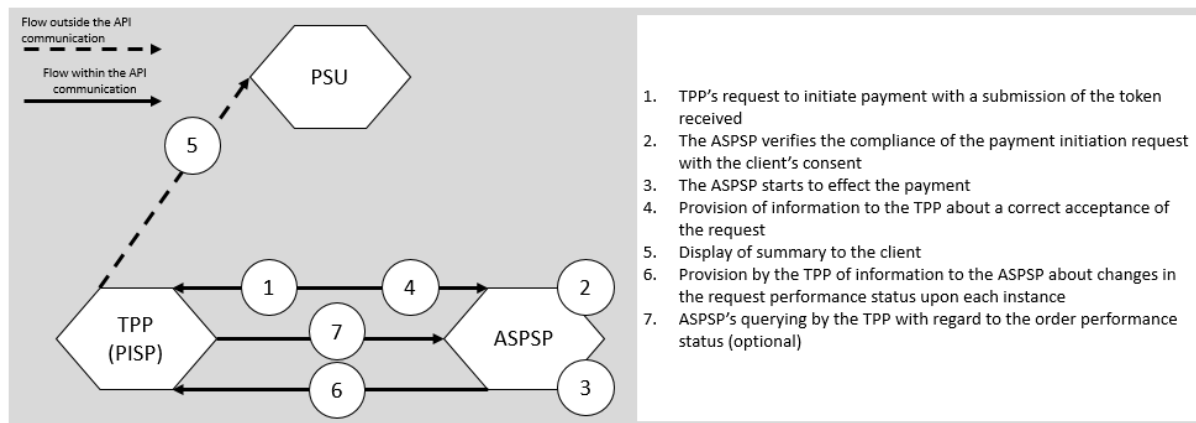 Flow outside the API
communication
Flow within the API
communication
PSU
5
1
4
2
TPP
(PISP)
7
ASPSP
6
3
1. TPP's request to initiate payment with a submission of the token
received
2. The ASPSP verifies the compliance of the payment initiation request
with the client's consent
3. The ASPSP starts to effect the payment
4. Provision of information to the TPP about a correct acceptance of
the request
5. Display of summary to the client
6. Provision by the TPP of information to the ASPSP about changes in
the request performance status upon each instance
7. ASPSP's querying by the TPP with regard to the order performance
status (optional)